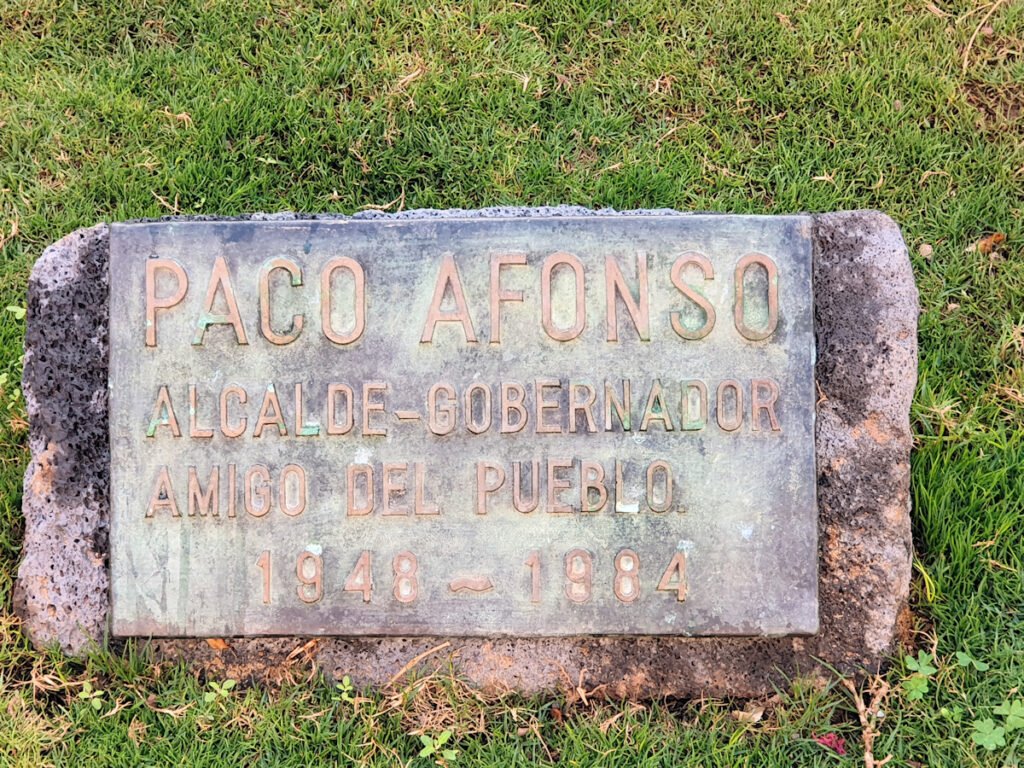 PACO AFONSO
ALCALDE-GOBERNADOR
AMIGO DEL PUEBLO.
1948 ~ 1984